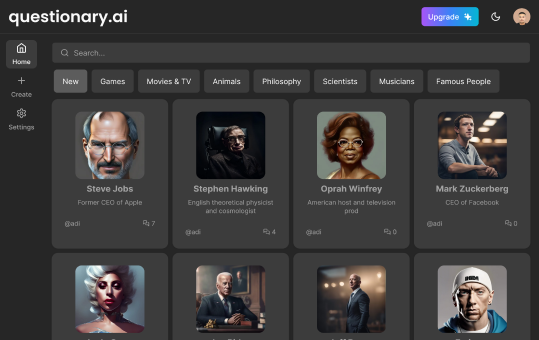 questionary.ai
Upgrade
Home
Create
Settings
Search...
New
Games
Movies & TV
Animals
Philosophy
Scientists
Musicians
Famous People
Steve Jobs
Former CEO of Apple
@adi
7
Stephen Hawking
English theoretical physicist
and cosmologist
@adi
4
Oprah Winfrey
American host and television
prod
@adi
0
Mark Zuckerberg
CEO of Facebook
@adi
0